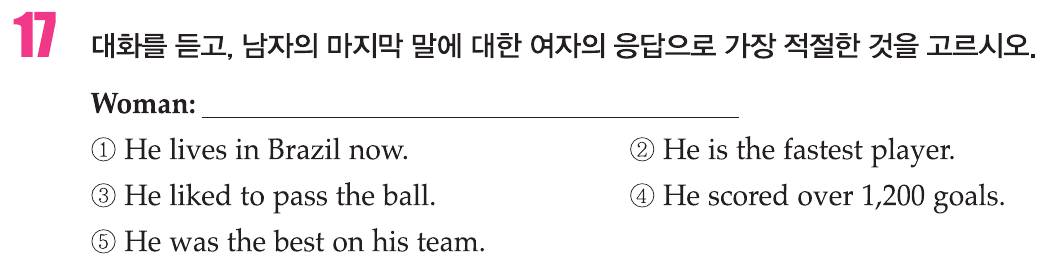 17 대화를 듣고, 남자의 마지막 말에 대한 여자의 응답으로 가장 적절한 것을 고르시오.
Woman:
① He lives in Brazil now. ② He is the fastest player.
③ He liked to pass the ball. ④ He scored over 1,200 goals.
⑤ He was the best on his team.